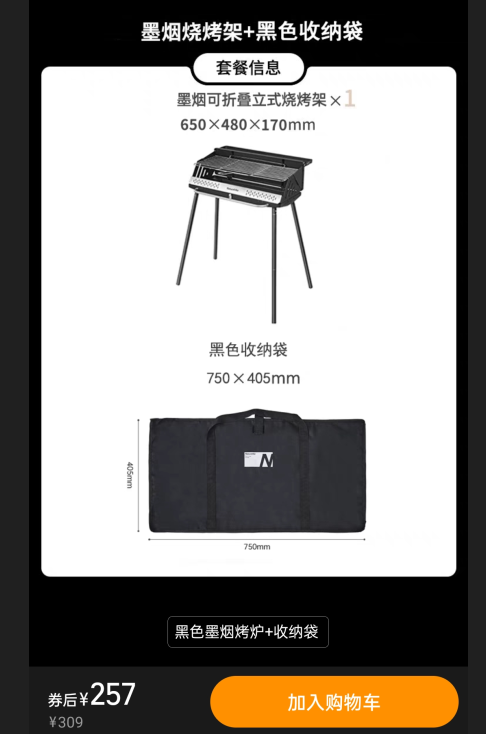 墨烟烧烤架+黑色收纳袋
套餐信息
墨烟可折叠立式烧烤架×1
650×480×170mm
黑色收纳袋
750×405mm
405mm
750mm
黑色墨烟烤炉+收纳袋
券后¥257
¥309
加入购物车